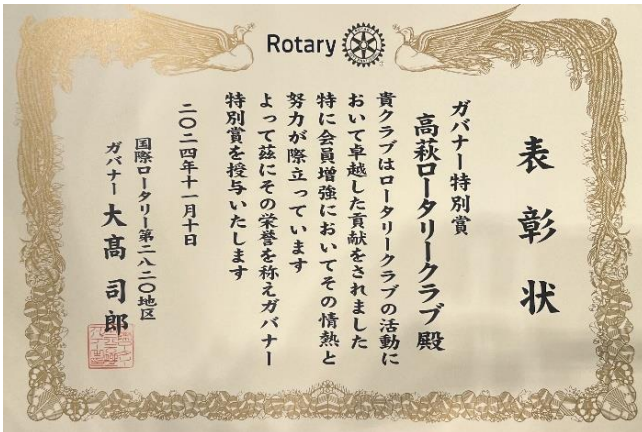 Rotary
表彰状
ガバナー特別賞
高萩ロータリークラブ殿
貴クラブはロータリークラブの活動に
おいて卓越した貢献をされました
特に会員増強においてその情熱と
努力が際立っています
よって茲にその栄誉を称えガバナー
特別賞を授与いたします
二〇二四年十一月十日
国際ロータリー第二八二〇地区
ガバナー 大髙司郎